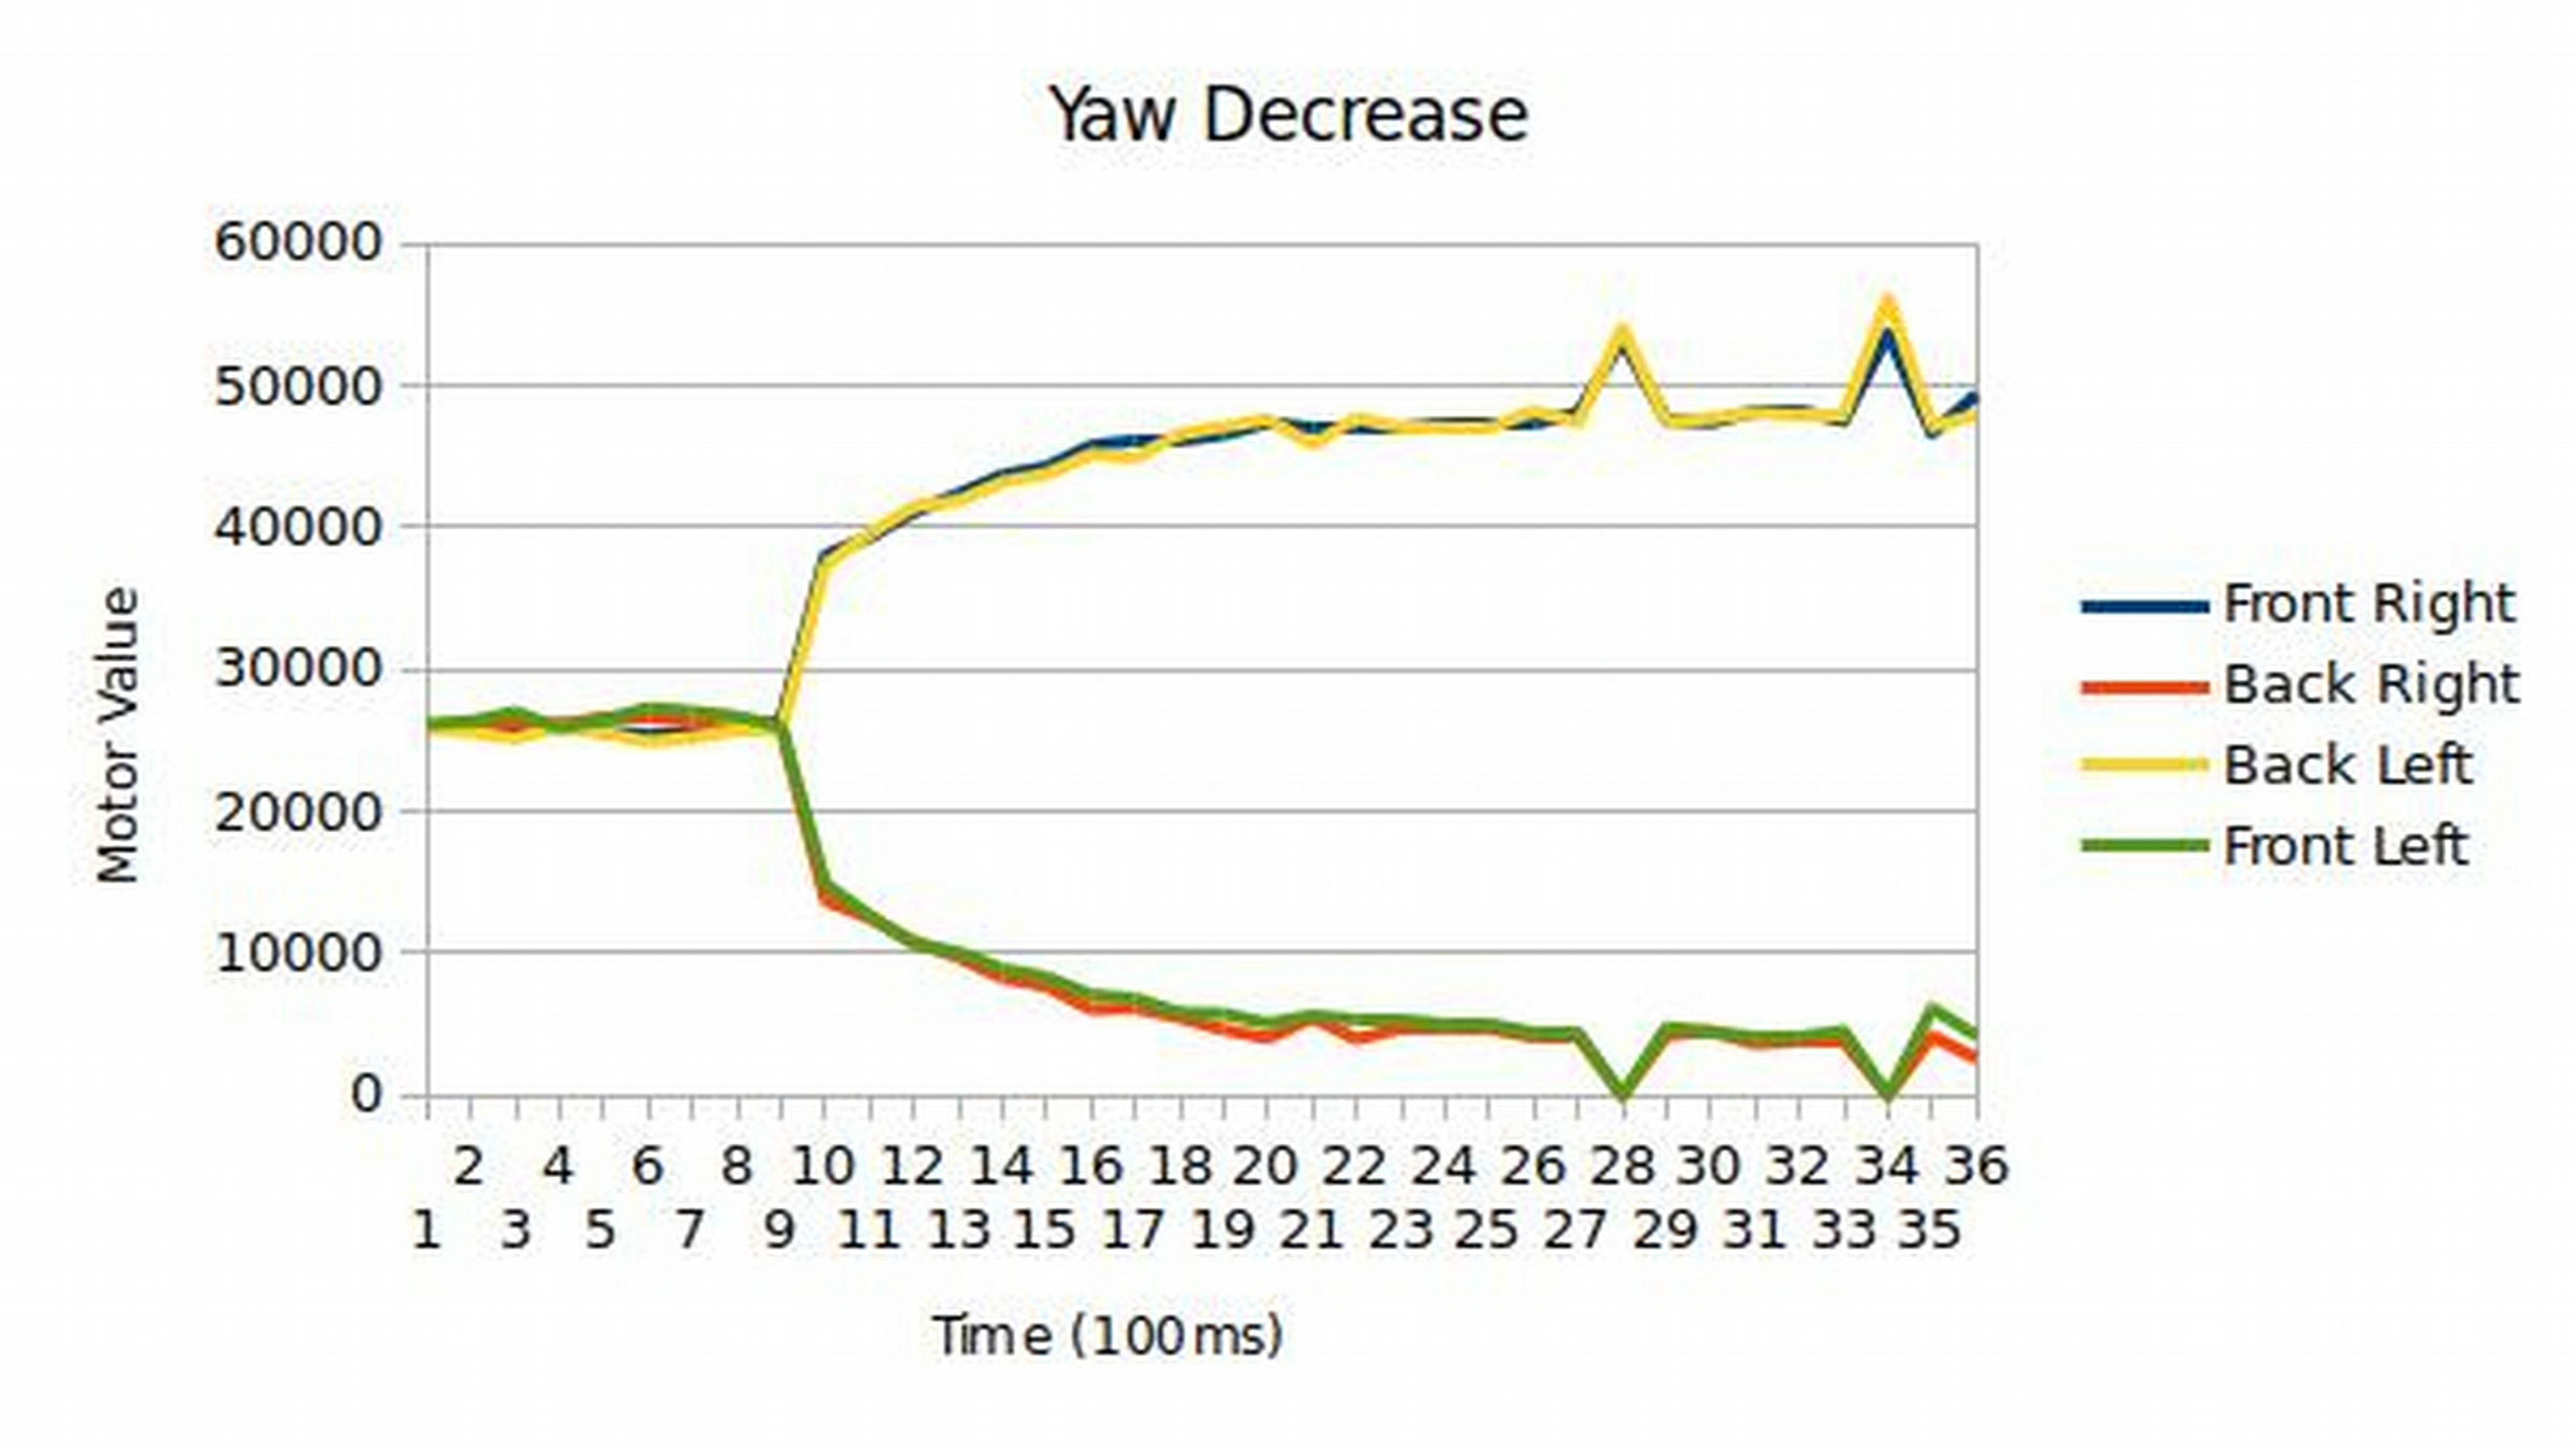 Yaw Decrease
60000
50000
40000
30000
20000
10000
0
Motor Value
2 4 6 8 10 12 14 16 18 20 22 24 26 28 30 32 34 36
1 3 5 7 9 11 13 15 17 19 21 23 25 27 29 31 33 35
Time (100ms)
Front Right
Back Right
Back Left
Front Left